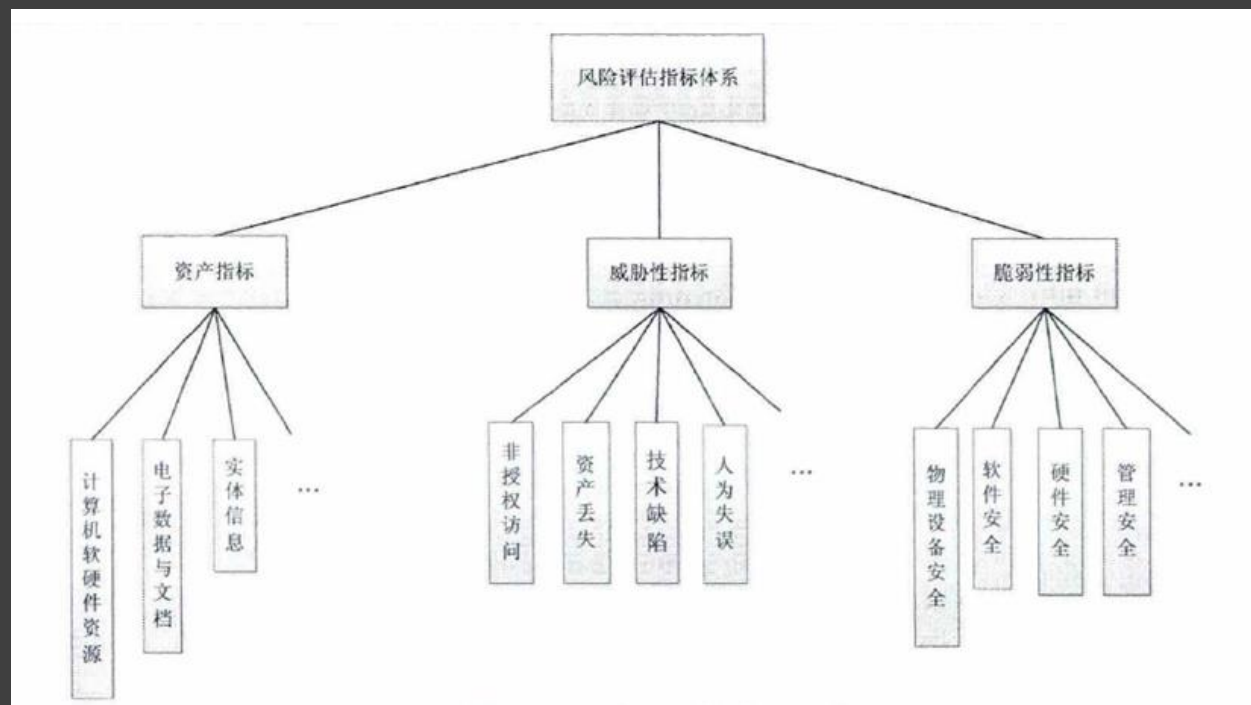 风险评估指标体系
资产指标
威胁性指标
脆弱性指标
计算机软硬件资源
电子数据与文档
实体信息
...
非授权访问
资产丢失
技术缺陷
人为失误
...
物理设备安全
软件安全
硬件安全
管理安全
...